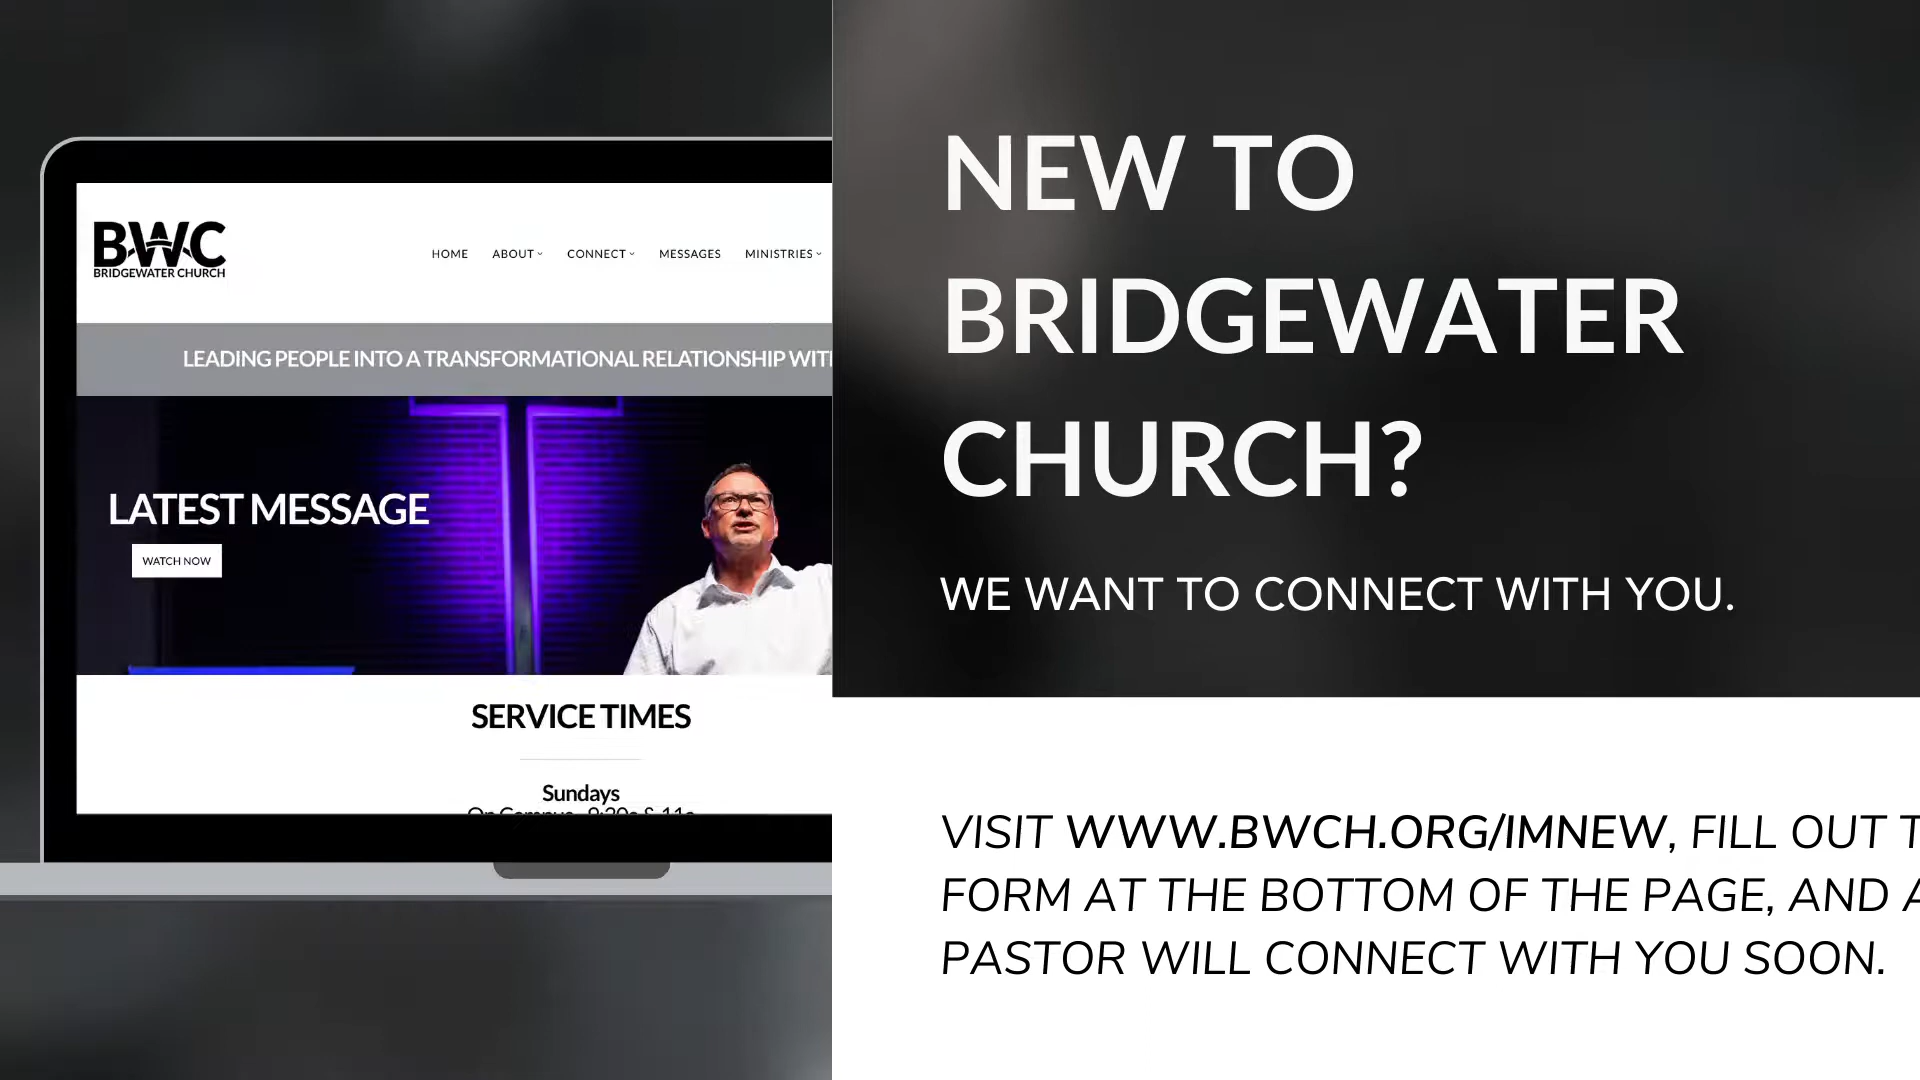 BWC
BRIDGEWATER CHURCH
HOME ABOUT CONNECT MESSAGES MINISTRIES
LEADING PEOPLE INTO A TRANSFORMATIONAL RELATIONSHIP
LATEST MESSAGE
WATCH NOW
SERVICE TIMES
Sundays
NEW TO
BRIDGEWATER
CHURCH?
WE WANT TO CONNECT WITH YOU.
VISIT WWW.BWCH.ORG/IMNEW, FILL OUT
FORM AT THE BOTTOM OF THE PAGE, AND
PASTOR WILL CONNECT WITH YOU SOON.